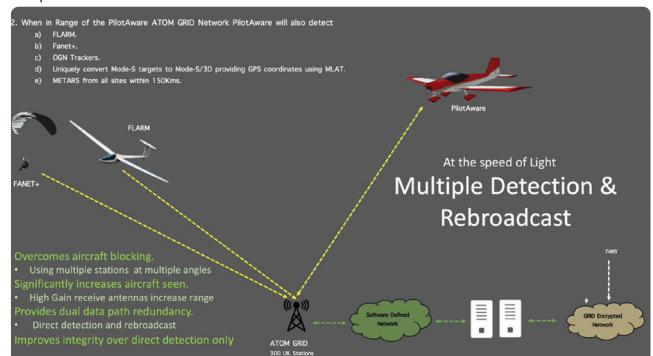 2. When in Range of the PilotAware ATOM GRID Network PilotAware will also detect
a) FLARM.
b) Fanet+.
c) OGN Trackers.
d) Uniquely convert Mode-S targets to Mode-S/3D providing GPS coordinates using MLAT.
e) METARS from all sites within 150Kms.
PilotAware
FLARM
FANET+
At the speed of Light
Multiple Detection &
Rebroadcast
Overcomes aircraft blocking.
• Using multiple stations at multiple angles
Significantly increases aircraft seen.
• High Gain receive antennas increase range
Provides dual data path redundancy.
• Direct detection and rebroadcast
Improves integrity over direct detection only
ATOM GRID
300 UK Stations
Software Defined
Network
GRID Encrypted
Network